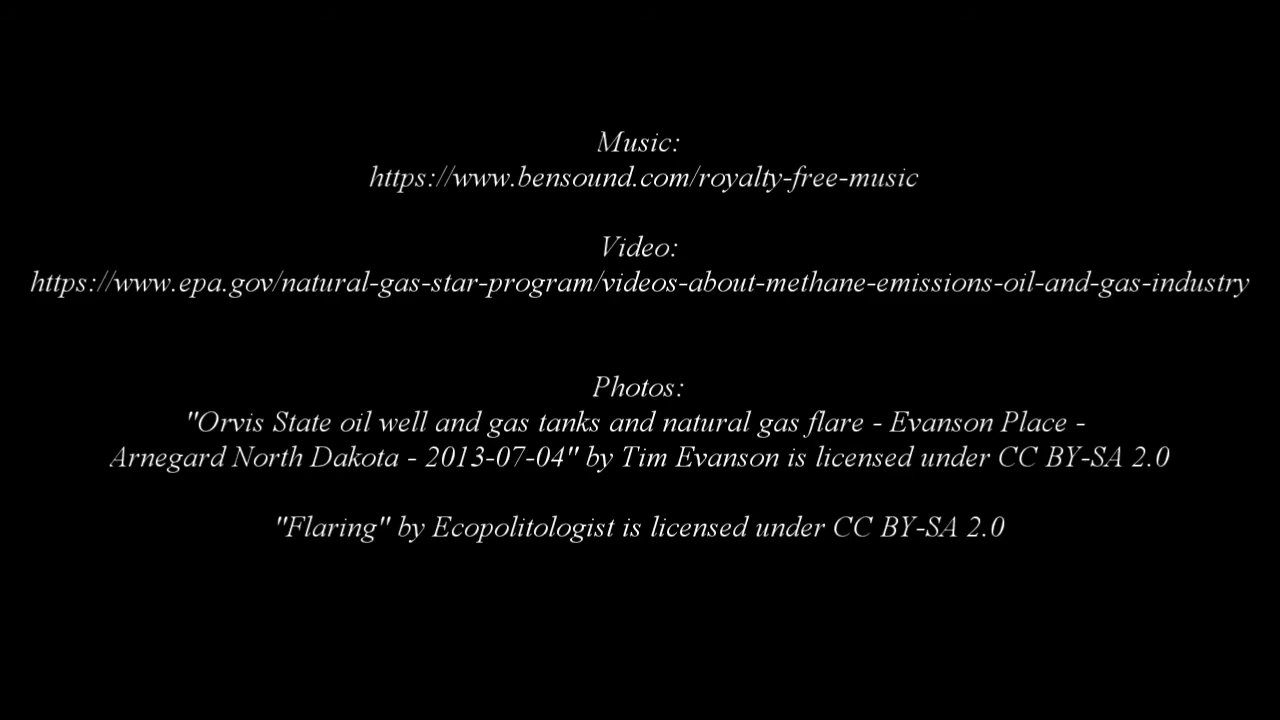 Music:
https://www.bensound.com/royalty-free-music
Video:
https://www.epa.gov/natural-gas-star-program/videos-about-methane-emissions-oil-and-gas-industry
Photos:
"Orvis State oil well and gas tanks and natural gas flare - Evanson Place -
Arnegard North Dakota - 2013-07-04" by Tim Evanson is licensed under CC BY-SA 2.0
"Flaring" by Ecopolitologist is licensed under CC BY-SA 2.0